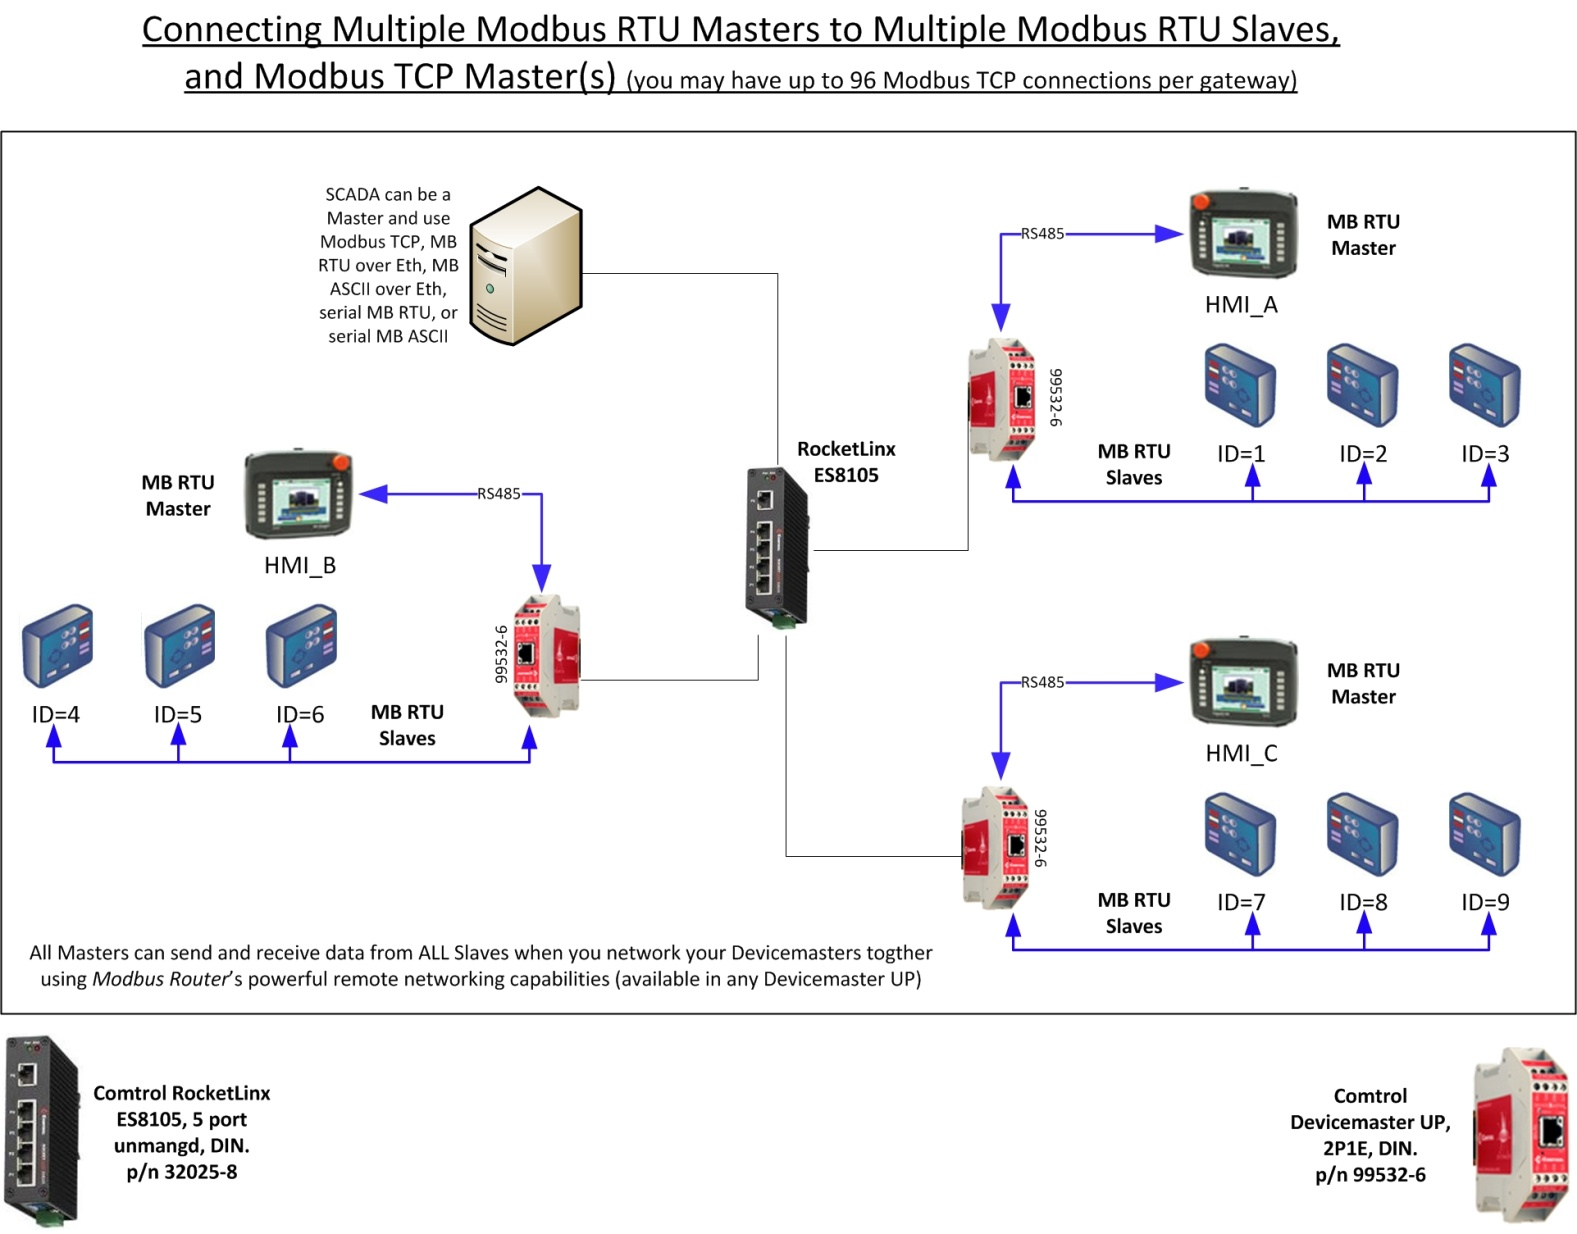 Connecting Multiple Modbus RTU Masters to Multiple Modbus RTU Slaves,
and Modbus TCP Master(s) (you may have up to 96 Modbus TCP connections per gateway)
SCADA can be a
Master and use
Modbus TCP, MB
RTU over Eth, MB
ASCII over Eth,
serial MB RTU, or
serial MB ASCII
RS485
MB RTU
Master
HMI_A
99532-6
MB RTU
Slaves
ID=1
ID=2
ID=3
RocketLinx
ES8105
MB RTU
Master
RS485
HMI_B
99532-6
ID=4
ID=5
ID=6
MB RTU
Slaves
RS485
MB RTU
Master
HMI_C
99532-6
MB RTU
Slaves
ID=7
ID=8
ID=9
All Masters can send and receive data from ALL Slaves when you network your Devicemasters togther
using Modbus Router's powerful remote networking capabilities (available in any Devicemaster UP)
Comtrol RocketLinx
ES8105, 5 port
unmangd, DIN.
p/n 32025-8
Comtrol
Devicemaster UP,
2P1E, DIN.
p/n 99532-6